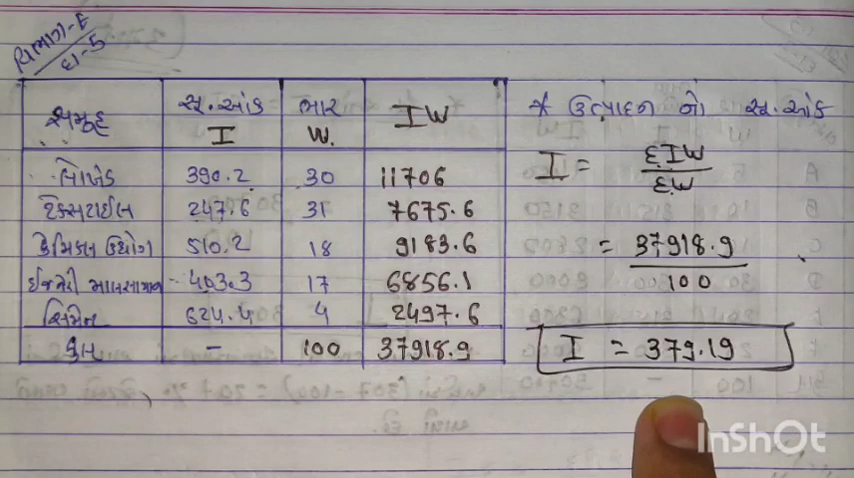 વિભાગ-E
દા-5
સમૂહ સૂ.આંક I ભાર W. IW
લોખંડ 390.2 30 11706
ટેક્સટાઈલ 247.6 31 7675.6
કેમિકલ ઉદ્યોગ 510.2 18 9183.6
ઈજનેરી માલસામાન 403.3 17 6856.1
સિમેન્ટ 624.4 4 2497.6
કુલ - 100 37918.9
* ઉત્પાદન નો સૂ.આંક
I = ΣIW / ΣW
= 37918.9 / 100
I = 379.19
InShOt